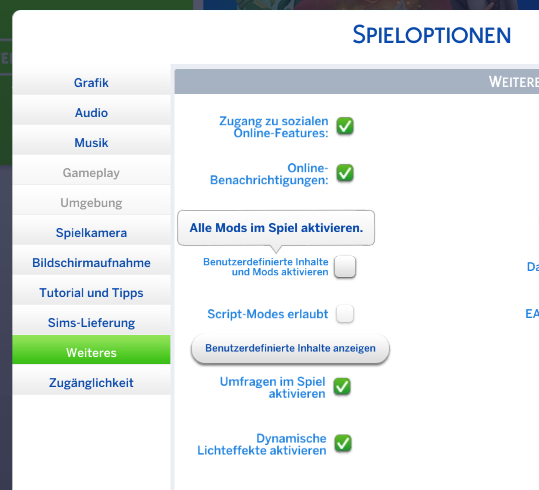 SPIELOPTIONEN
WEITERE
Grafik
Audio
Musik
Gameplay
Umgebung
Spielkamera
Bildschirmaufnahme
Tutorial und Tipps
Sims-Lieferung
Weiteres
Zugänglichkeit
Zugang zu sozialen
Online-Features:
Online-
Benachrichtigungen:
Alle Mods im Spiel aktivieren.
Benutzerdefinierte Inhalte
und Mods aktivieren
Da
Script-Modes erlaubt
EA
Benutzerdefinierte Inhalte anzeigen
Umfragen im Spiel
aktivieren
Dynamische
Lichteffekte aktivieren